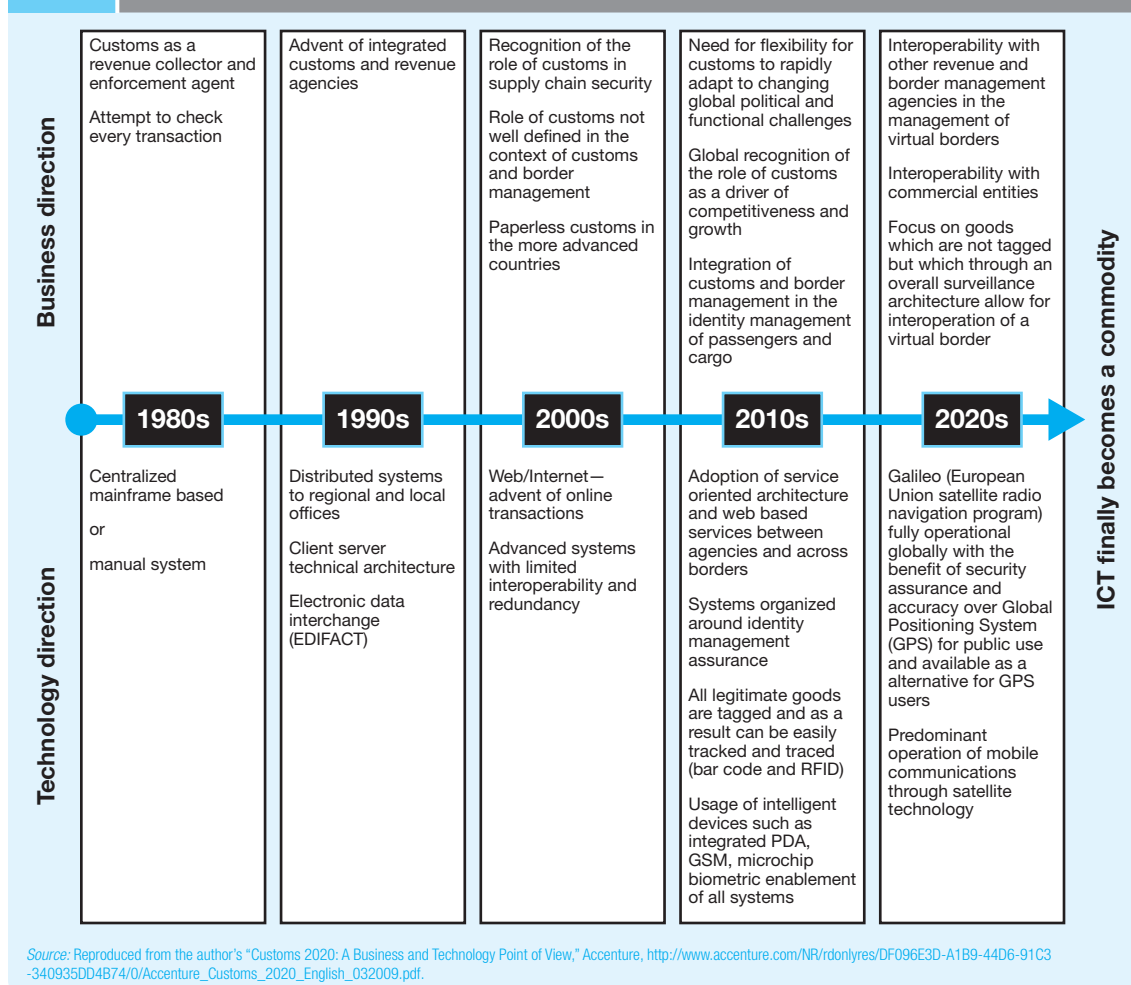 Business direction
Customs as a
revenue collector and
enforcement agent
Attempt to check
every transaction
Advent of integrated
customs and revenue
agencies
Recognition of the
role of customs in
supply chain security
Role of customs not
well defined in the
context of customs
and border
management
Paperless customs in
the more advanced
countries
Need for flexibility for
customs to rapidly
adapt to changing
global political and
functional challenges
Global recognition of
the role of customs
as a driver of
competitiveness and
growth
Integration of
customs and border
management in the
identity management
of passengers and
cargo
Interoperability with
other revenue and
border management
agencies in the
management of
virtual borders
Interoperability with
commercial entities
Focus on goods
which are not tagged
but which through an
overall surveillance
architecture allow for
interoperation of a
virtual border
1980s
1990s
2000s
2010s
2020s
Technology direction
Centralized
mainframe based
or
manual system
Distributed systems
to regional and local
offices
Client server
technical architecture
Electronic data
interchange
(EDIFACT)
Web/Internet—
advent of online
transactions
Advanced systems
with limited
interoperability and
redundancy
Adoption of service
oriented architecture
and web based
services between
agencies and across
borders
Systems organized
around identity
management
assurance
All legitimate goods
are tagged and as a
result can be easily
tracked and traced
(bar code and RFID)
Usage of intelligent
devices such as
integrated PDA,
GSM, microchip
biometric enablement
of all systems
Galileo (European
Union satellite radio
navigation program)
fully operational
globally with the
benefit of security
assurance and
accuracy over Global
Positioning System
(GPS) for public use
and available as a
alternative for GPS
users
Predominant
operation of mobile
communications
through satellite
technology
ICT finally becomes a commodity
Source: Reproduced from the author's “Customs 2020: A Business and Technology Point of View,” Accenture, http://www.accenture.com/NR/rdonlyres/DF096E3D-A1B9-44D6-91C3
-340935DD4B74/0/Accenture_Customs_2020_English_032009.pdf.